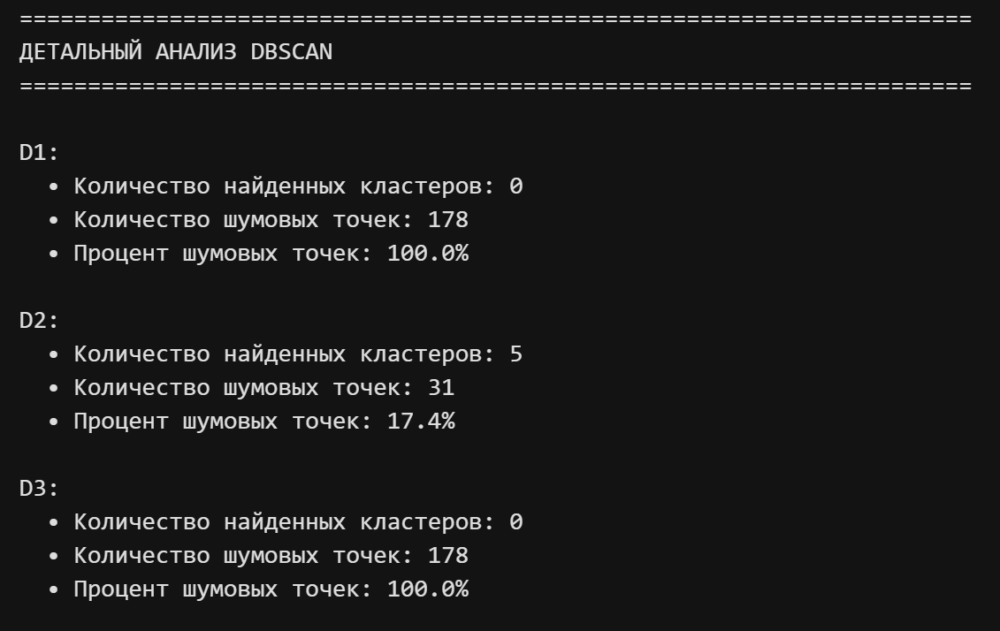 ======================================================================
ДЕТАЛЬНЫЙ АНАЛИЗ DBSCAN
======================================================================
D1:
• Количество найденных кластеров: 0
• Количество шумовых точек: 178
• Процент шумовых точек: 100.0%
D2:
• Количество найденных кластеров: 5
• Количество шумовых точек: 31
• Процент шумовых точек: 17.4%
D3:
• Количество найденных кластеров: 0
• Количество шумовых точек: 178
• Процент шумовых точек: 100.0%